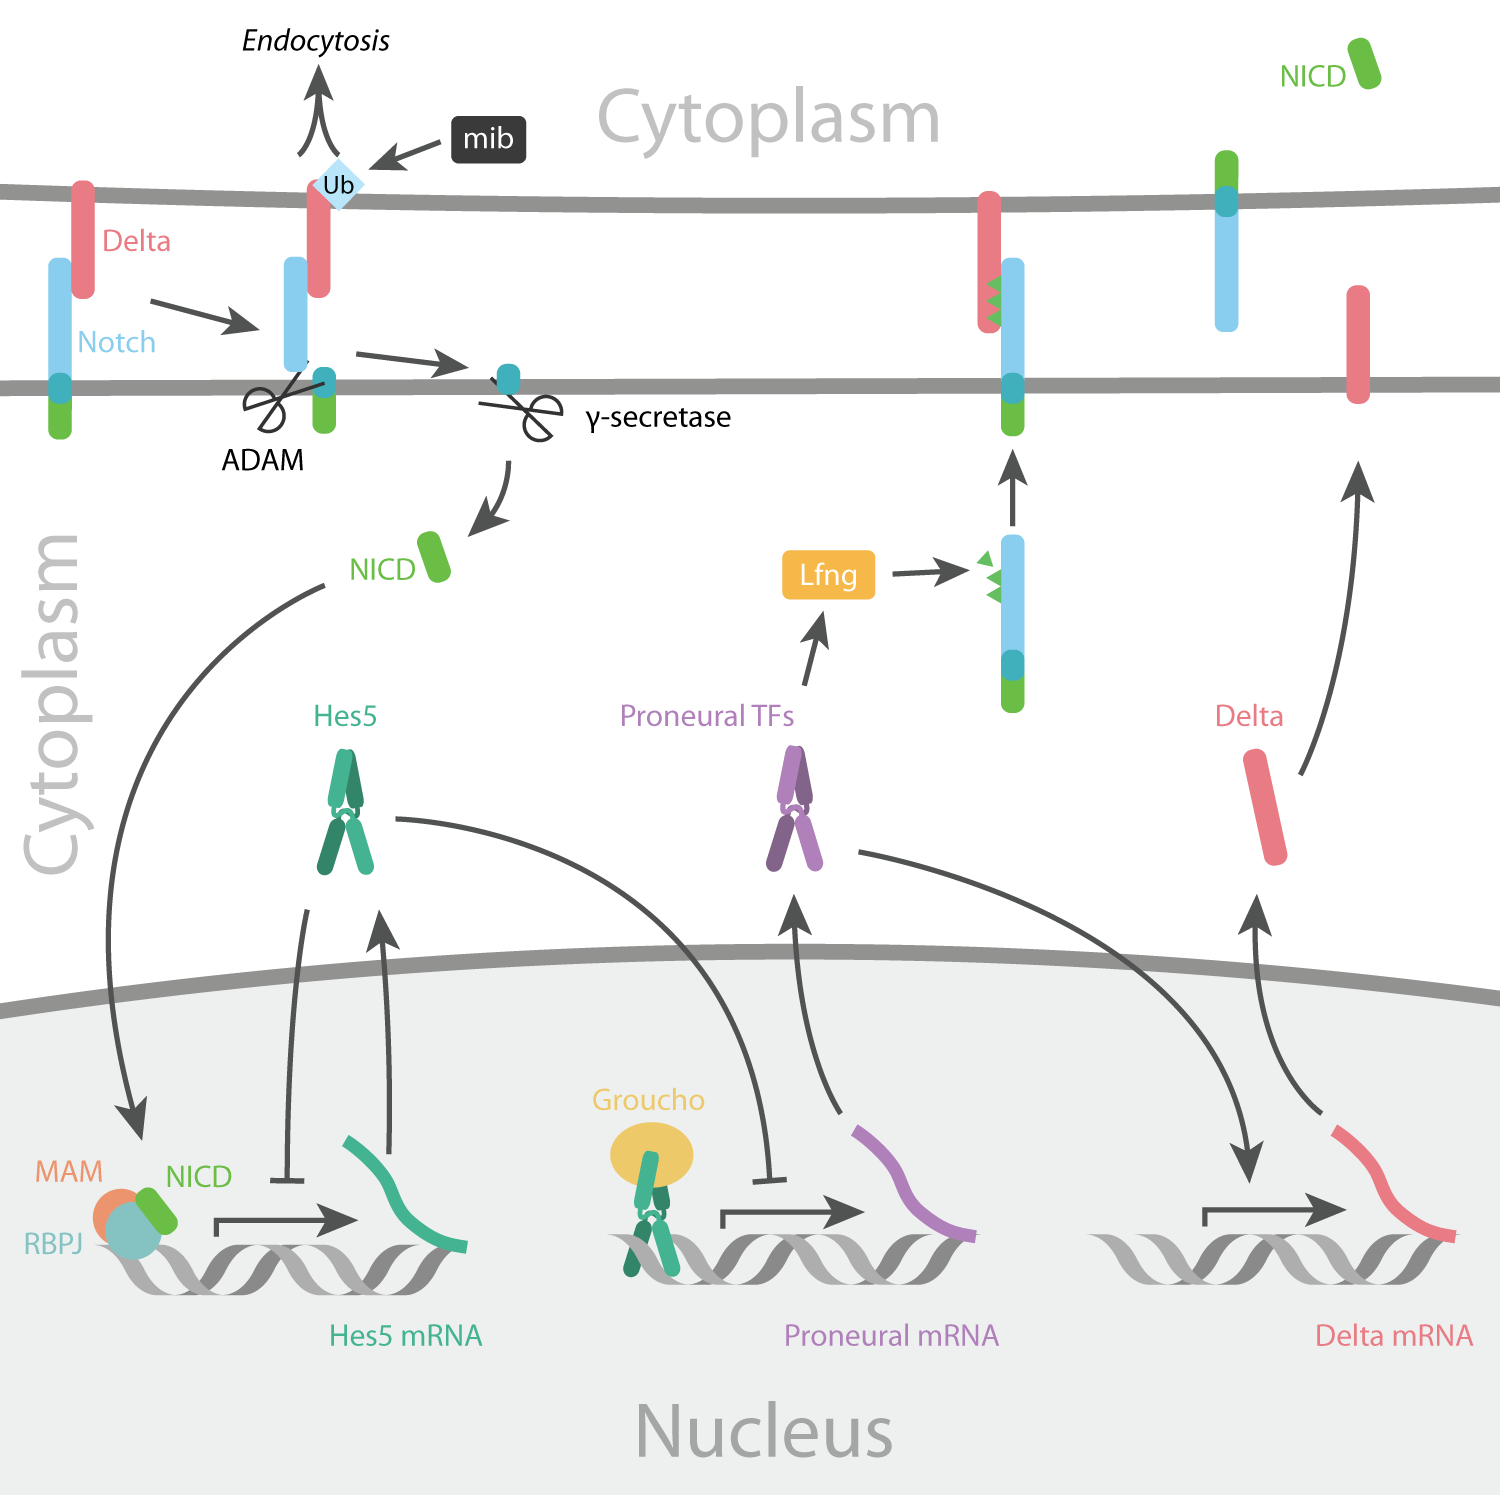 Endocytosis
NICD
Cytoplasm
mib
Ub
Delta
Notch
γ-secretase
ADAM
NICD
Lfng
Cytoplasm
Hes5
Proneural TFs
Delta
Groucho
MAM
NICD
RBPJ
Hes5 mRNA
Proneural mRNA
Delta mRNA
Nucleus